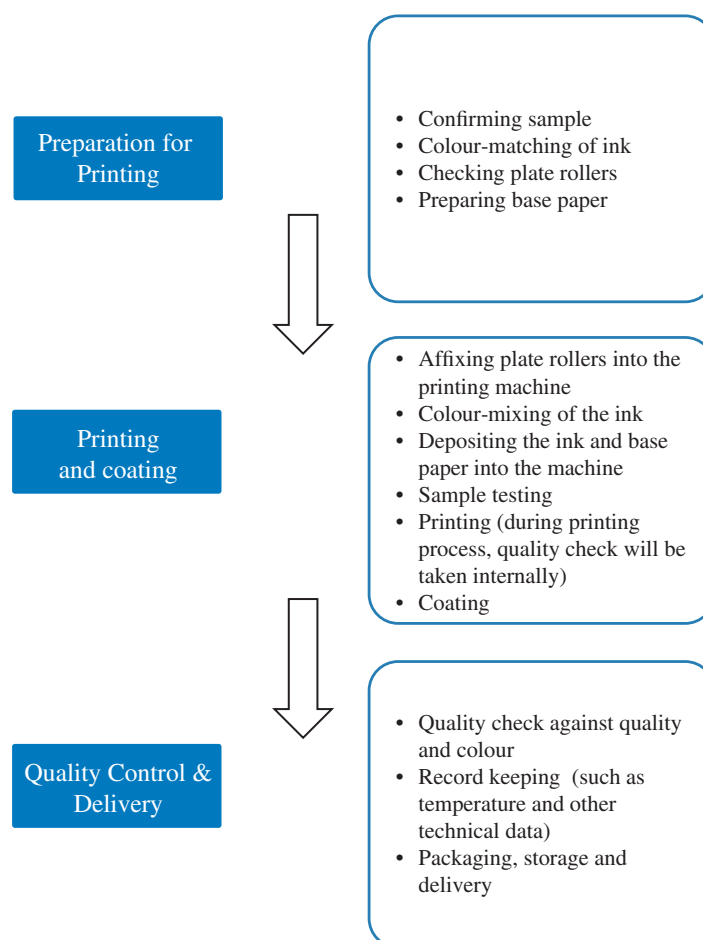 Preparation for
Printing
• Confirming sample
• Colour-matching of ink
• Checking plate rollers
• Preparing base paper
Printing
and coating
• Affixing plate rollers into the
printing machine
• Colour-mixing of the ink
• Depositing the ink and base
paper into the machine
• Sample testing
• Printing (during printing
process, quality check will be
taken internally)
• Coating
Quality Control &
Delivery
• Quality check against quality
and colour
• Record keeping (such as
temperature and other
technical data)
• Packaging, storage and
delivery